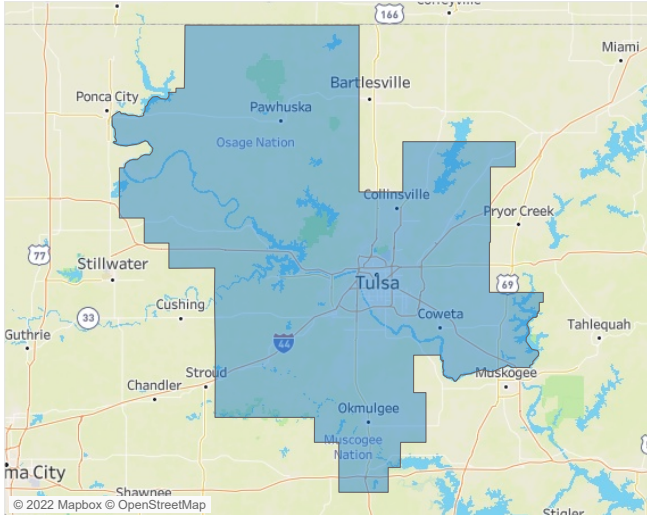 166
Miami
Bartlesville
Ponca City
Pawhuska
Osage Nation
Collinsville
Pryor Creek
77
Stillwater
69
Tulsa
Cushing
33
Coweta
Tahlequah
Guthrie
44
Chandler
Stroud
Muskogee
Okmulgee
Muscogee
Nation
ma City
Shawnee
© 2022 Mapbox © OpenStreetMap
Stigler